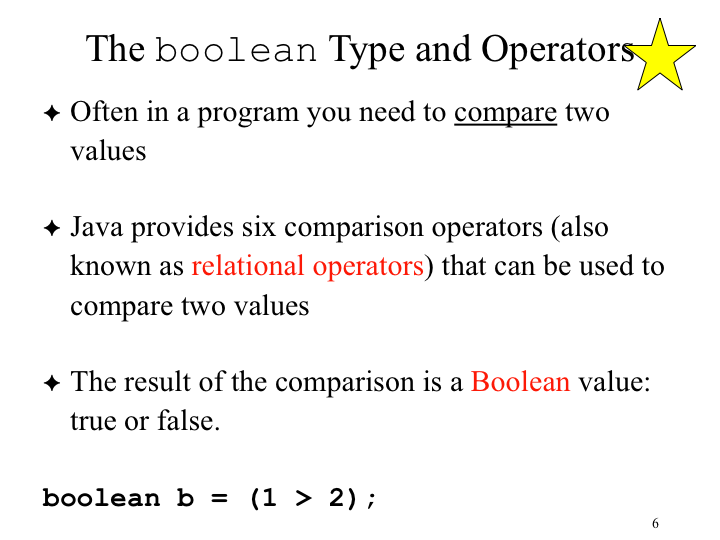 The boolean Type and Operators
✦ Often in a program you need to compare two
values
✦ Java provides six comparison operators (also
known as relational operators) that can be used to
compare two values
✦ The result of the comparison is a Boolean value:
true or false.
boolean b = (1 > 2);
6